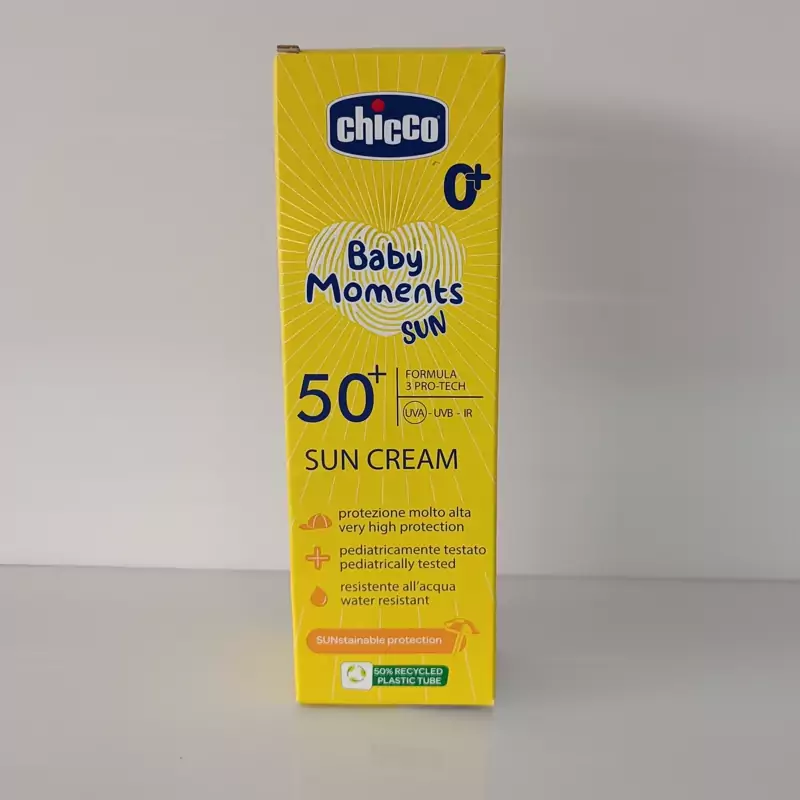 chicco
0+
Baby
Moments
SUN
50+
FORMULA
3 PRO-TECH
UVA - UVB - IR
SUN CREAM
protezione molto alta
very high protection
pediatricamente testato
pediatrically tested
resistente all'acqua
water resistant
SUNstainable protection
50% RECYCLED
PLASTIC TUBE